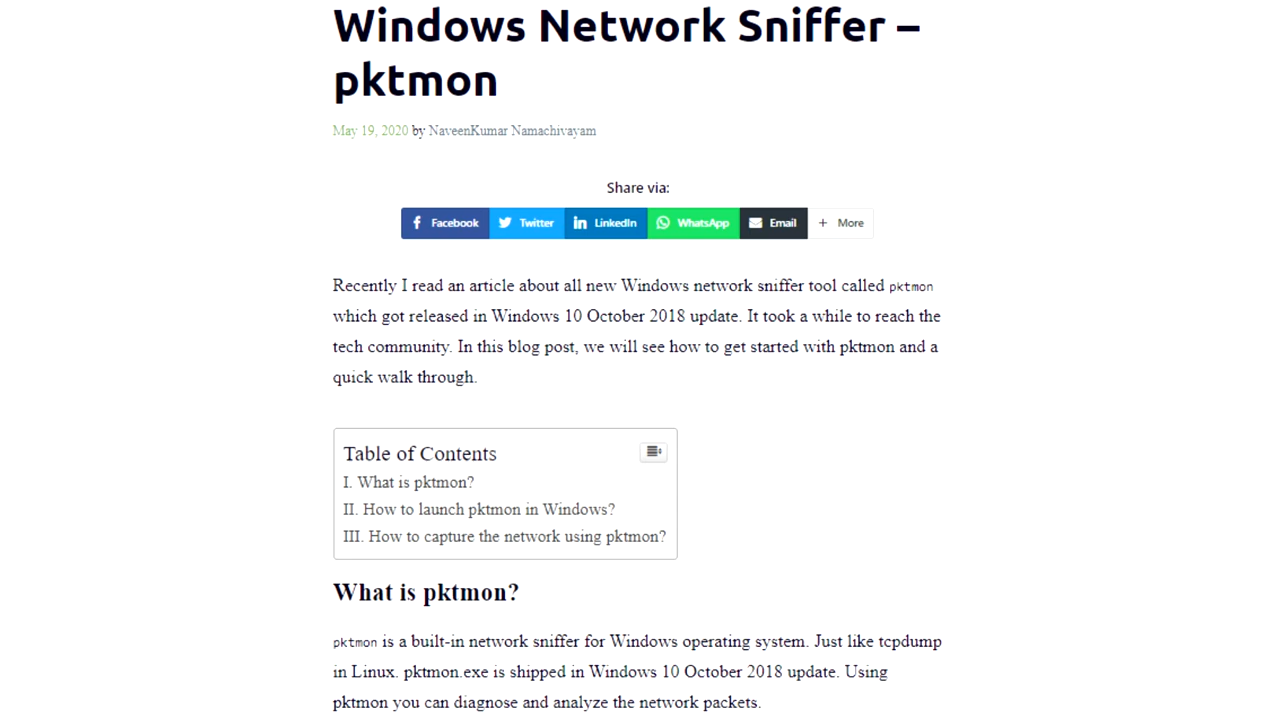 Windows Network Sniffer –
pktmon
May 19, 2020 by NaveenKumar Namachivayam
Share via:
Facebook Twitter LinkedIn WhatsApp Email + More
Recently I read an article about all new Windows network sniffer tool called pktmon
which got released in Windows 10 October 2018 update. It took a while to reach the
tech community. In this blog post, we will see how to get started with pktmon and a
quick walk through.
Table of Contents
I. What is pktmon?
II. How to launch pktmon in Windows?
III. How to capture the network using pktmon?
What is pktmon?
pktmon is a built-in network sniffer for Windows operating system. Just like tcpdump
in Linux. pktmon.exe is shipped in Windows 10 October 2018 update. Using
pktmon you can diagnose and analyze the network packets.